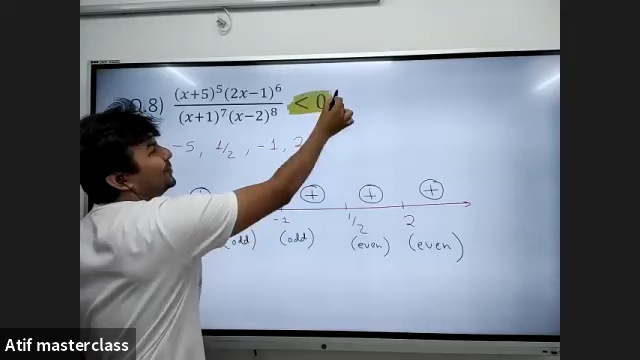 Q.8) (x+5)⁵(2x−1)⁶ / (x+1)⁷(x−2)⁸ < 0
−5, 1/2, −1, 2
+ + +
−1 1/2 2
(odd) (odd) (even) (even)
Atif masterclass